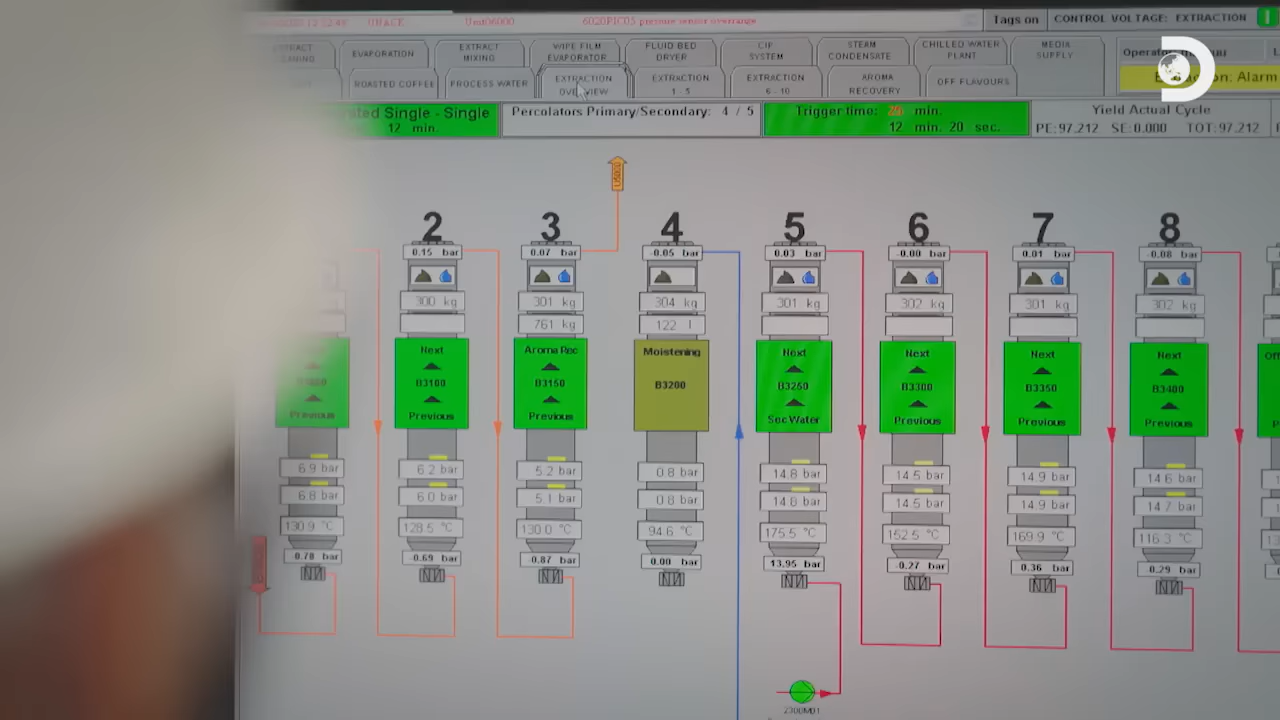 6020PIC05 pressure sensor overrange
Tags on
CONTROL VOLTAGE: EXTRACTION
EVAPORATION
EXTRACT MIXING
WIPE FILM EVAPORATOR
FLUID BED DRYER
CIP SYSTEM
STEAM CONDENSATE
CHILLED WATER PLANT
MEDIA SUPPLY
ROASTED COFFEE
PROCESS WATER
EXTRACTION OVERVIEW
EXTRACTION 1 - 5
EXTRACTION 6 - 10
AROMA RECOVERY
OFF FLAVOURS
Alarm
Single - Single
12 min.
Percolators Primary/Secondary: 4 / 5
Trigger time: min.
12 min. 20 sec.
Yield Actual Cycle
PE:97.212 SE:0.000 TOT:97.212
2 3 4 5 6 7 8
0.15 bar 0.07 bar -0.05 bar 0.03 bar -0.00 bar 0.01 bar -0.08 bar
300 kg 301 kg 304 kg 301 kg 302 kg 301 kg 302 kg
761 kg 122 l
Next Aroma Rec Moistening Next Next Next Next
B3100 B3150 B3200 B3250 B3300 B3350 B3400
Previous Previous Previous Sec Water Previous Previous Previous
6.9 bar 6.2 bar 5.2 bar 0.8 bar 14.8 bar 14.5 bar 14.9 bar 14.6 bar
6.8 bar 6.0 bar 5.1 bar 0.8 bar 14.8 bar 14.5 bar 14.9 bar 14.7 bar
130.9 °C 128.5 °C 130.0 °C 94.6 °C 175.5 °C 152.5 °C 169.9 °C 116.3 °C
-0.78 bar -0.69 bar -0.87 bar 0.00 bar 13.95 bar -0.27 bar 0.36 bar 0.29 bar